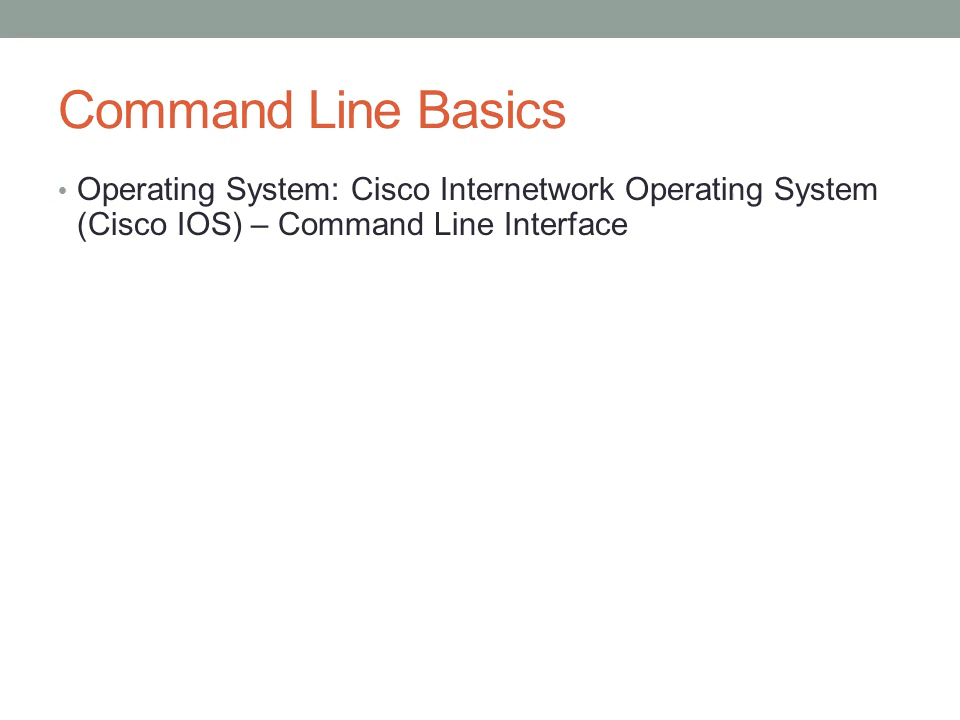 Command Line Basics
• Operating System: Cisco Internetwork Operating System
(Cisco IOS) – Command Line Interface